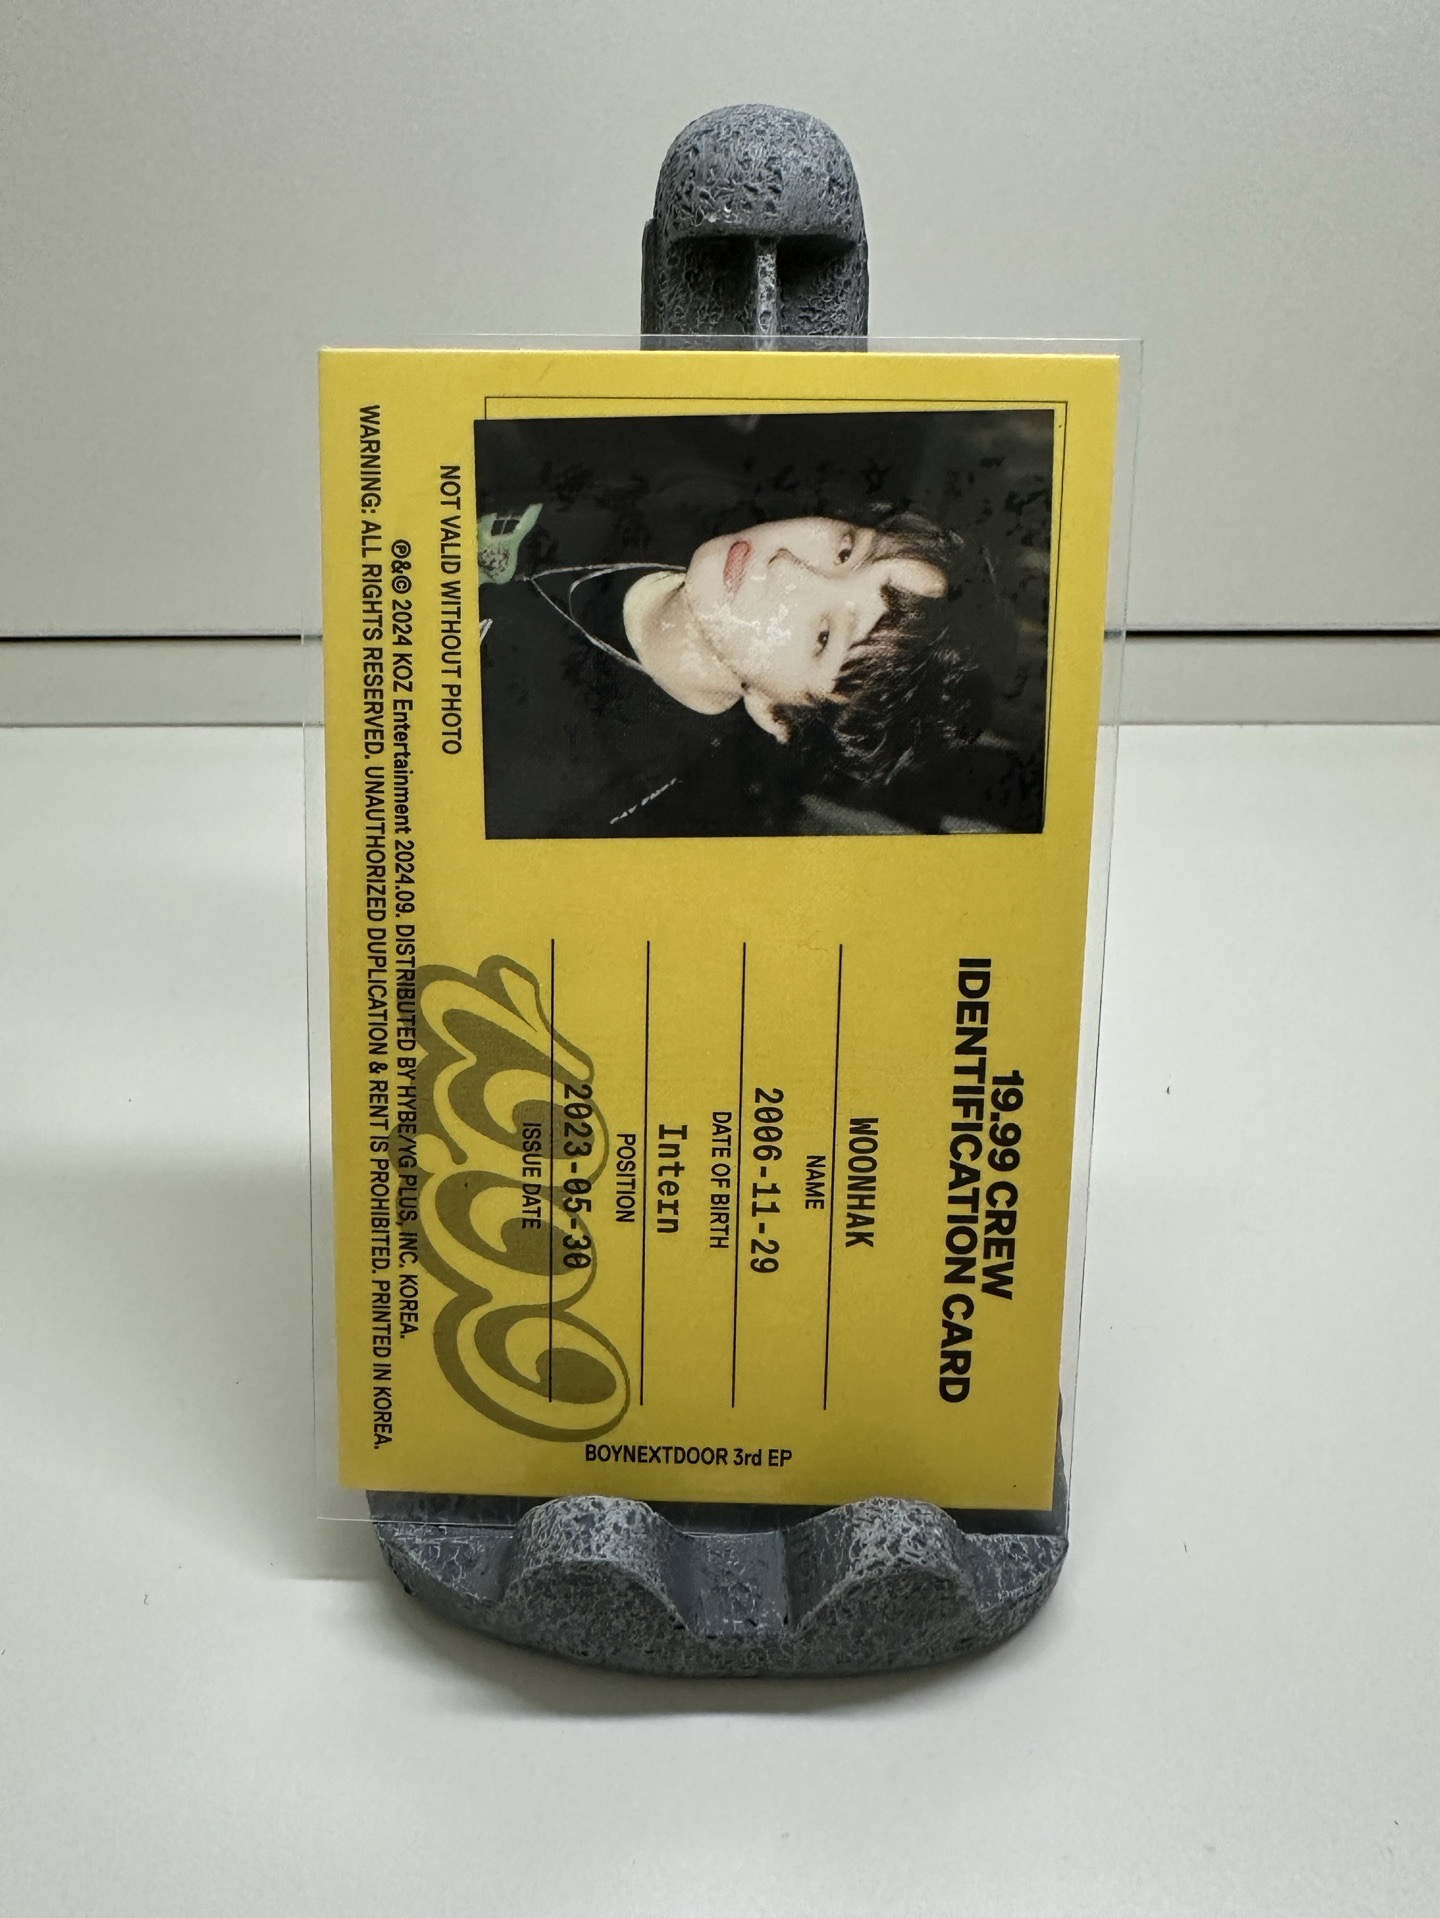 19.99 CREW
IDENTIFICATION CARD
WOONHAK
NAME
2006-11-29
DATE OF BIRTH
Intern
POSITION
2023-05-30
ISSUE DATE
BOYNEXTDOOR 3rd EP
NOT VALID WITHOUT PHOTO
℗&© 2024 KOZ Entertainment 2024.09. DISTRIBUTED BY HYBE/YG PLUS, INC. KOREA.
WARNING: ALL RIGHTS RESERVED. UNAUTHORIZED DUPLICATION & RENT IS PROHIBITED. PRINTED IN KOREA.